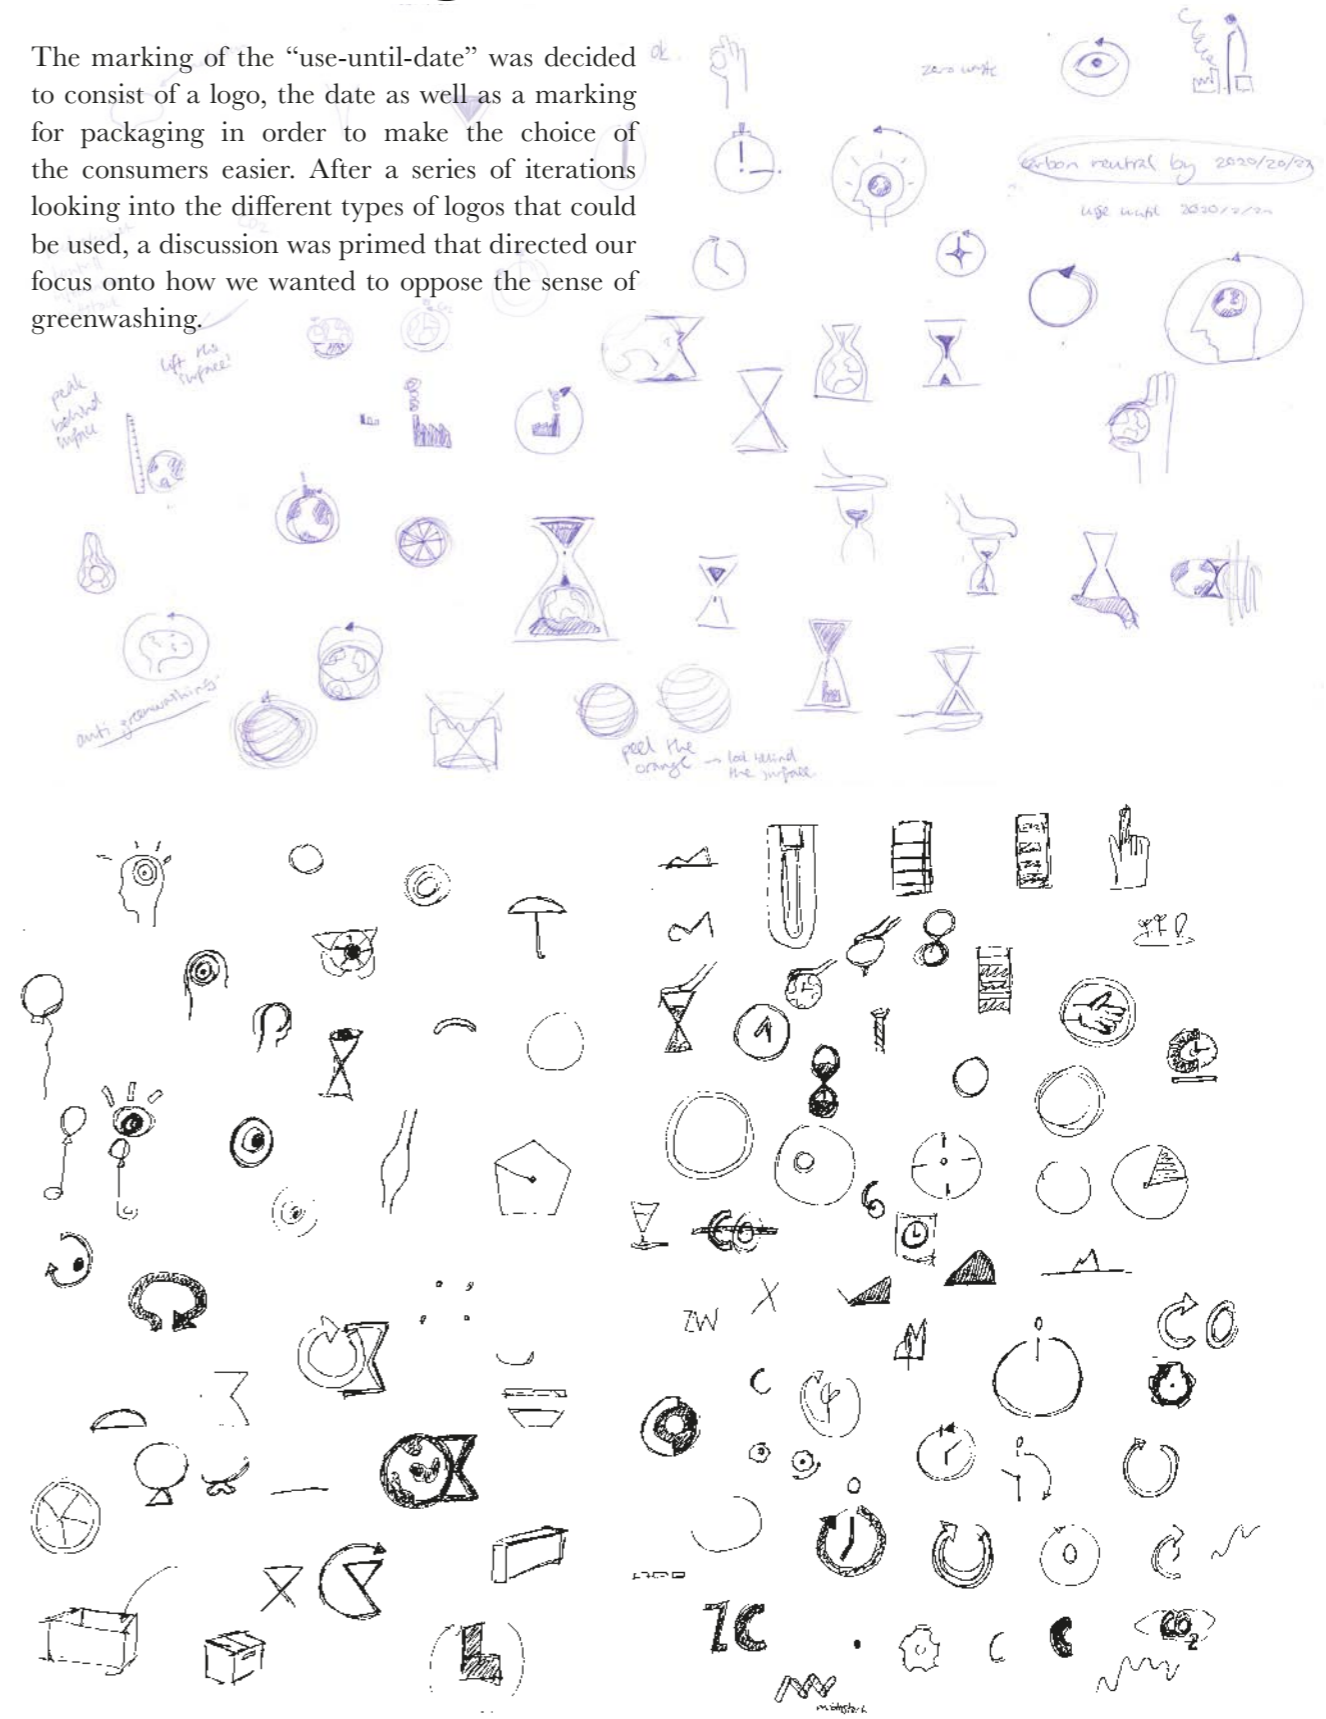 The marking of the “use-until-date” was decided
to consist of a logo, the date as well as a marking
for packaging in order to make the choice of
the consumers easier. After a series of iterations
looking into the different types of logos that could
be used, a discussion was primed that directed our
focus onto how we wanted to oppose the sense of
greenwashing.
ok.
zero waste
carbon neutral by 2020/20/23
use until
lift the
surface!
peak
behind
surface
anti greenwashing
peel the
orange → look behind
the surface
ZW
ZC
CO2